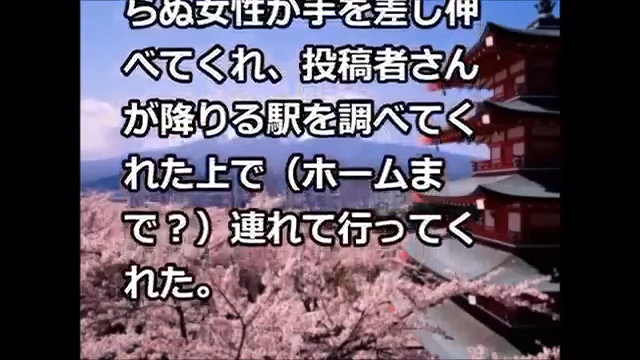 らぬ女性が手を差し伸
べてくれ、投稿者さん
が降りる駅を調べてく
れた上で（ホームま
で？）連れて行ってく
れた。